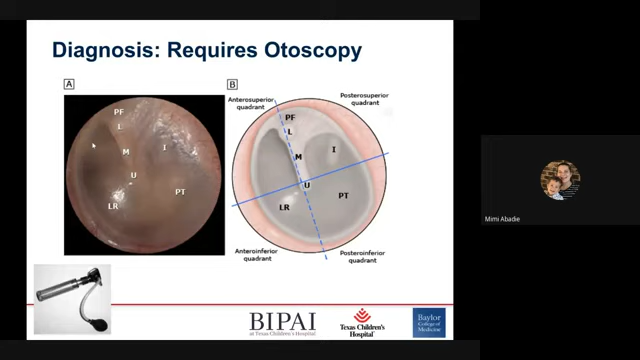 Diagnosis: Requires Otoscopy
A
PF
L
M
I
U
PT
LR
B
Anterosuperior
quadrant
Posterosuperior
quadrant
PF
L
M
I
U
PT
LR
Anteroinferior
quadrant
Posteroinferior
quadrant
BIPAI
at Texas Children's Hospital
Texas Children's
Hospital
Baylor
College of
Medicine
Mimi Abadie